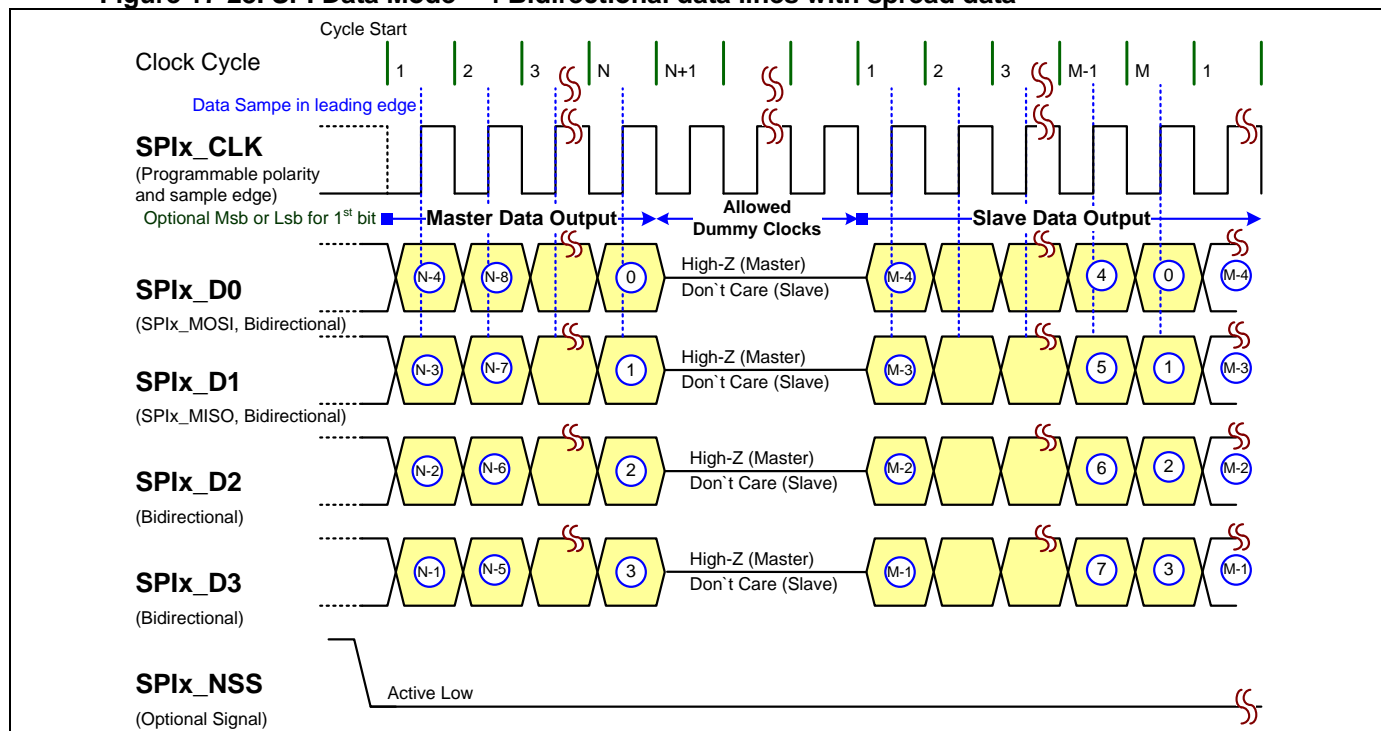 Cycle Start
Clock Cycle
1 2 3 N N+1 1 2 3 M-1 M 1
Data Sampe in leading edge
SPIx_CLK
(Programmable polarity
and sample edge)
Optional Msb or Lsb for 1st bit
Master Data Output
Allowed
Dummy Clocks
Slave Data Output
SPIx_D0
(SPIx_MOSI, Bidirectional)
N-4 N-8 0
High-Z (Master)
Don`t Care (Slave)
M-4 4 0 M-4
SPIx_D1
(SPIx_MISO, Bidirectional)
N-3 N-7 1
High-Z (Master)
Don`t Care (Slave)
M-3 5 1 M-3
SPIx_D2
(Bidirectional)
N-2 N-6 2
High-Z (Master)
Don`t Care (Slave)
M-2 6 2 M-2
SPIx_D3
(Bidirectional)
N-1 N-5 3
High-Z (Master)
Don`t Care (Slave)
M-1 7 3 M-1
SPIx_NSS
(Optional Signal)
Active Low